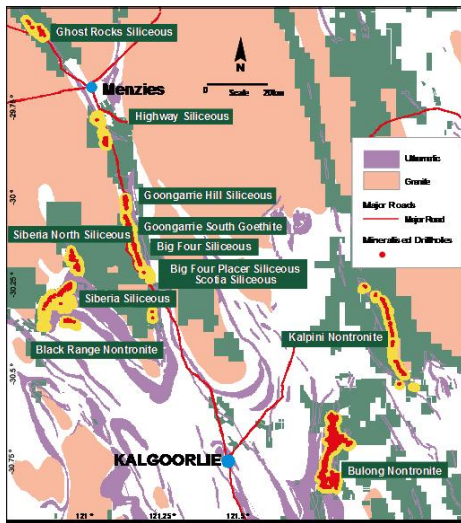 Ghost Rocks Siliceous
N
Menzies
0 Scale 20km
-29.75
Highway Siliceous
Ultramafic
Granite
Major Roads
Major Road
Mineralised Drillholes
-30
Goongarrie Hill Siliceous
Goongarrie South Goethite
Siberia North Siliceous
Big Four Siliceous
Big Four Placer Siliceous
Scotia Siliceous
-30.25
Siberia Siliceous
Kalpini Nontronite
Black Range Nontronite
-30.5
KALGOORLIE
-30.75
Bulong Nontronite
121 °
121.25°
121.5°